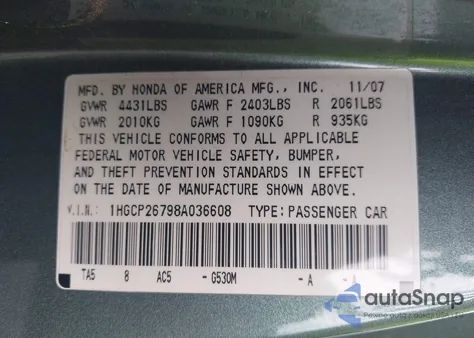 MFD. BY HONDA OF AMERICA MFG., INC. 11/07
GVWR 4431LBS GAWR F 2403LBS R 2061LBS
GVWR 2010KG GAWR F 1090KG R 935KG
THIS VEHICLE CONFORMS TO ALL APPLICABLE
FEDERAL MOTOR VEHICLE SAFETY, BUMPER,
AND THEFT PREVENTION STANDARDS IN EFFECT
ON THE DATE OF MANUFACTURE SHOWN ABOVE.
V.I.N.: 1HGCP26798A036608 TYPE: PASSENGER CAR
TA5 8 AC5 - G530M - A -
autaSnap